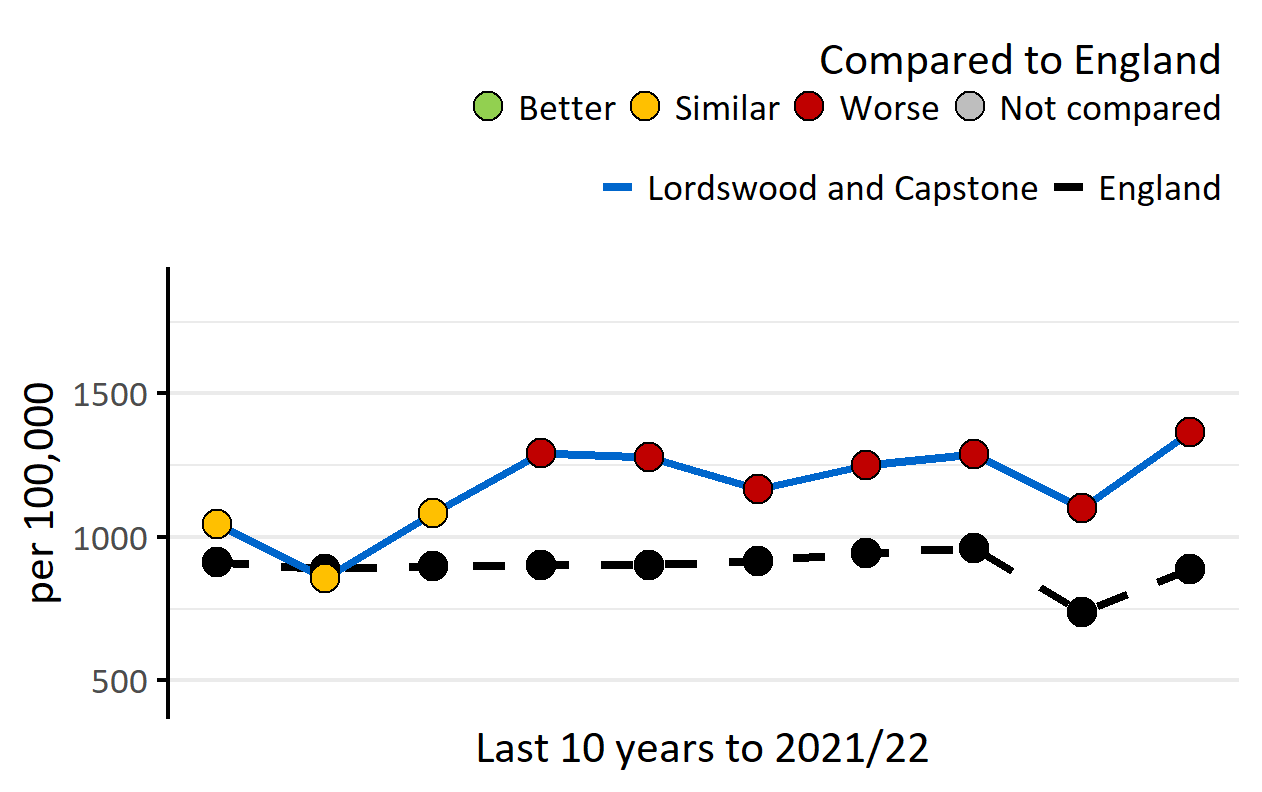 Compared to England
Better Similar Worse Not compared
Lordswood and Capstone England
per 100,000
1500
1000
500
Last 10 years to 2021/22